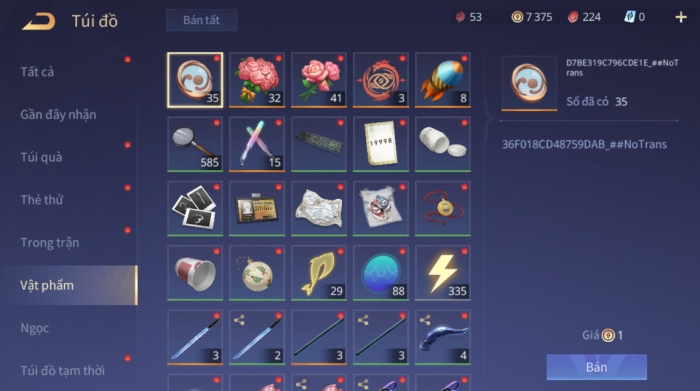 Túi đồ
Bán tất
53
7 375
224
0
Tất cả
Gần đây nhận
Túi quà
Thẻ thử
Trong trận
Vật phẩm
Ngọc
Túi đồ tạm thời
35
32
41
3
8
585
15
19998
29
88
335
3
2
3
3
4
D7BE319C796CDE1E_##NoT
rans
Số đã có 35
36F018CD48759DAB_##NoTrans
Giá 1
Bán